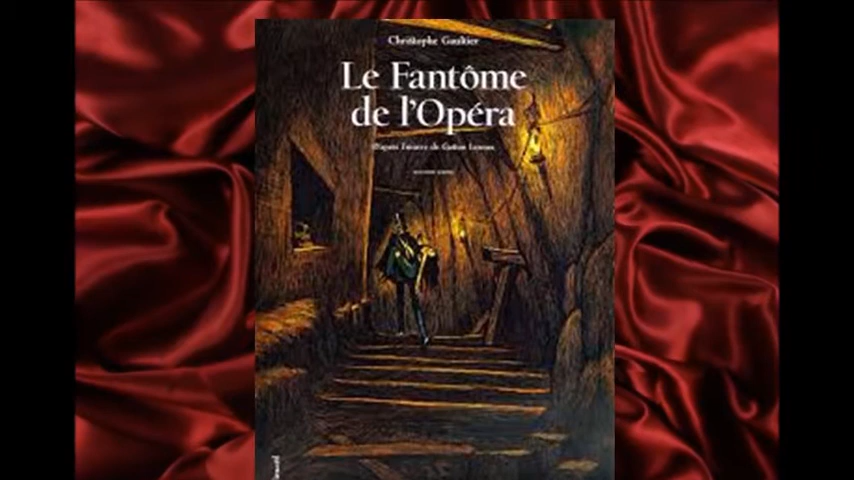 Christophe Gaultier
Le Fantôme
de l'Opéra
d'après l'œuvre de Gaston Leroux